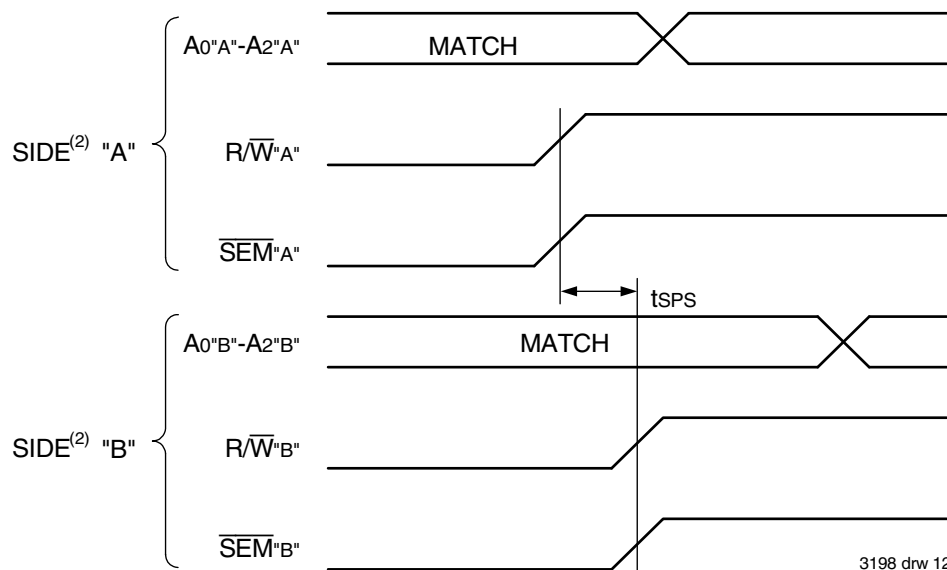 A0"A"-A2"A"
MATCH
SIDE(2) "A"
R/W"A"
SEM"A"
tSPS
A0"B"-A2"B"
MATCH
SIDE(2) "B"
R/W"B"
SEM"B"
3198 drw 12